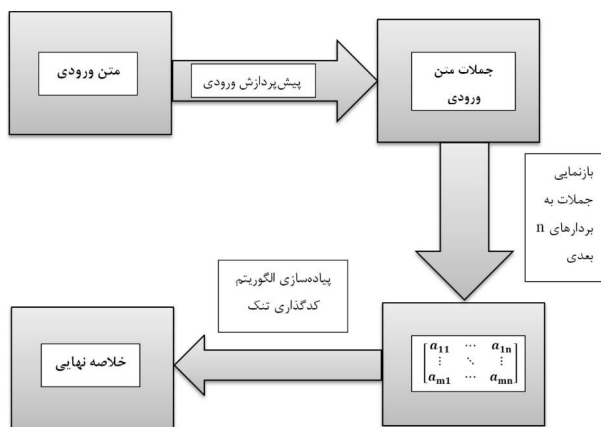 متن ورودی
پیش‌پردازش ورودی
جملات متن
ورودی
بازنمایی
جملات به
بردارهای n
بعدی
a11 ... a1n
⋮ ⋱ ⋮
am1 ... amn
پیاده‌سازی الگوریتم
کدگذاری تنک
خلاصه نهایی